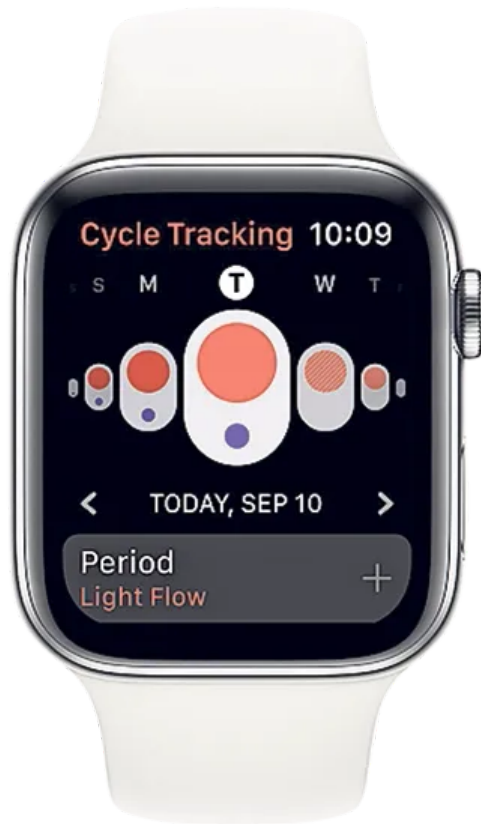 Cycle Tracking 10:09
S M T W T
TODAY, SEP 10
Period
Light Flow